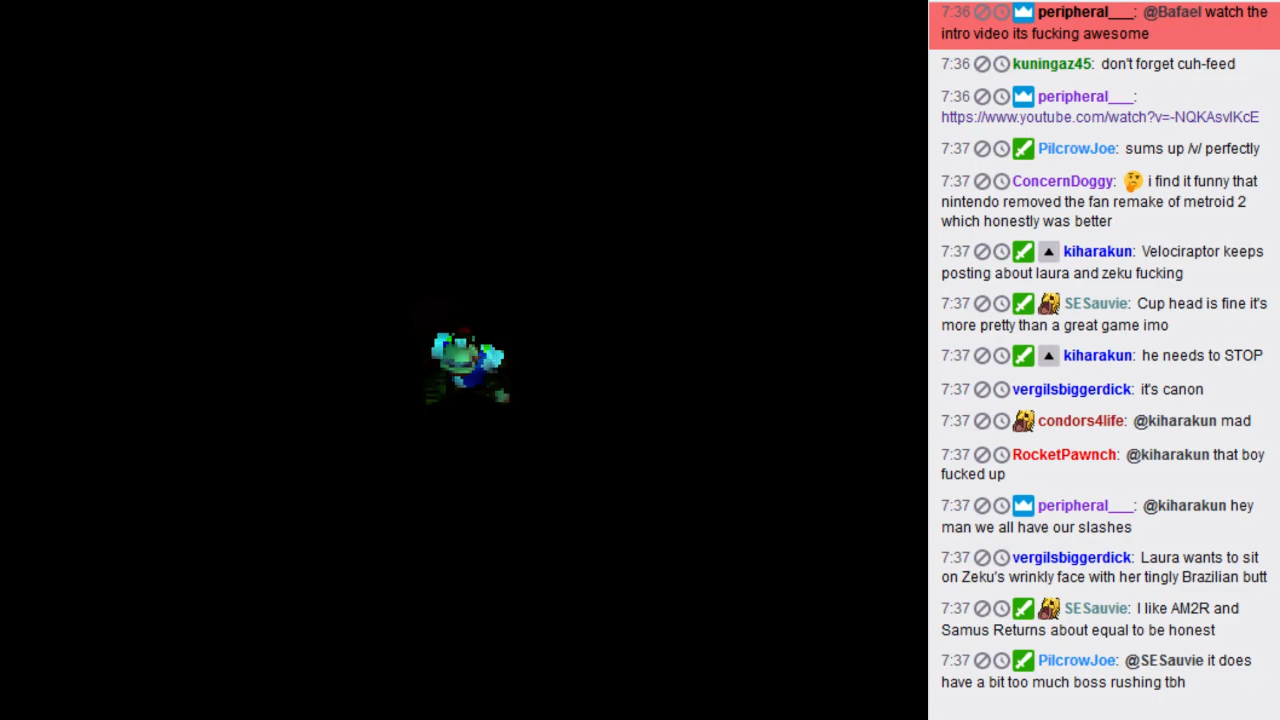 7:36 peripheral___: @Bafael watch the
intro video its fucking awesome
7:36 kuningaz45: don't forget cuh-feed
7:36 peripheral___:
https://www.youtube.com/watch?v=-NQKAsvIKcE
7:37 PilcrowJoe: sums up /v/ perfectly
7:37 ConcernDoggy: i find it funny that
nintendo removed the fan remake of metroid 2
which honestly was better
7:37 kiharakun: Velociraptor keeps
posting about laura and zeku fucking
7:37 SESauvie: Cup head is fine it's
more pretty than a great game imo
7:37 kiharakun: he needs to STOP
7:37 vergilsbiggerdick: it's canon
7:37 condors4life: @kiharakun mad
7:37 RocketPawnch: @kiharakun that boy
fucked up
7:37 peripheral___: @kiharakun hey
man we all have our slashes
7:37 vergilsbiggerdick: Laura wants to sit
on Zeku's wrinkly face with her tingly Brazilian butt
7:37 SESauvie: I like AM2R and
Samus Returns about equal to be honest
7:37 PilcrowJoe: @SESauvie it does
have a bit too much boss rushing tbh